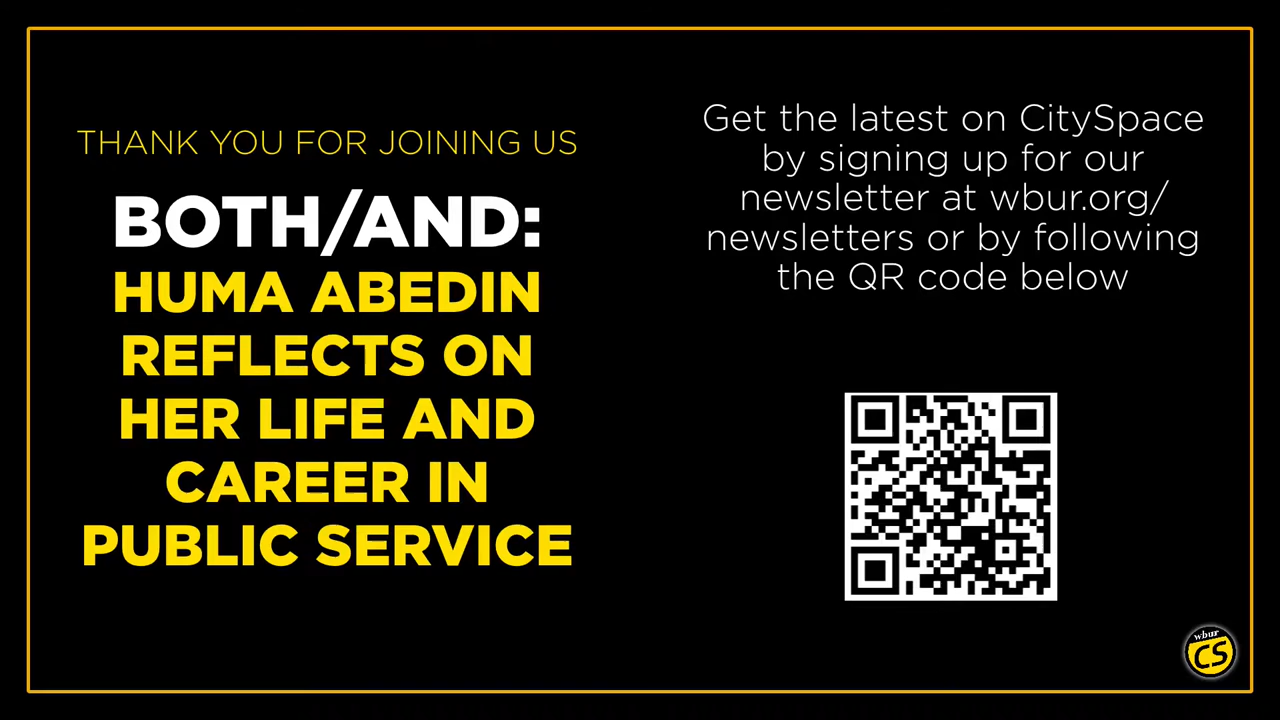 THANK YOU FOR JOINING US
BOTH/AND:
HUMA ABEDIN
REFLECTS ON
HER LIFE AND
CAREER IN
PUBLIC SERVICE
Get the latest on CitySpace
by signing up for our
newsletter at wbur.org/
newsletters or by following
the QR code below
wbur
CS